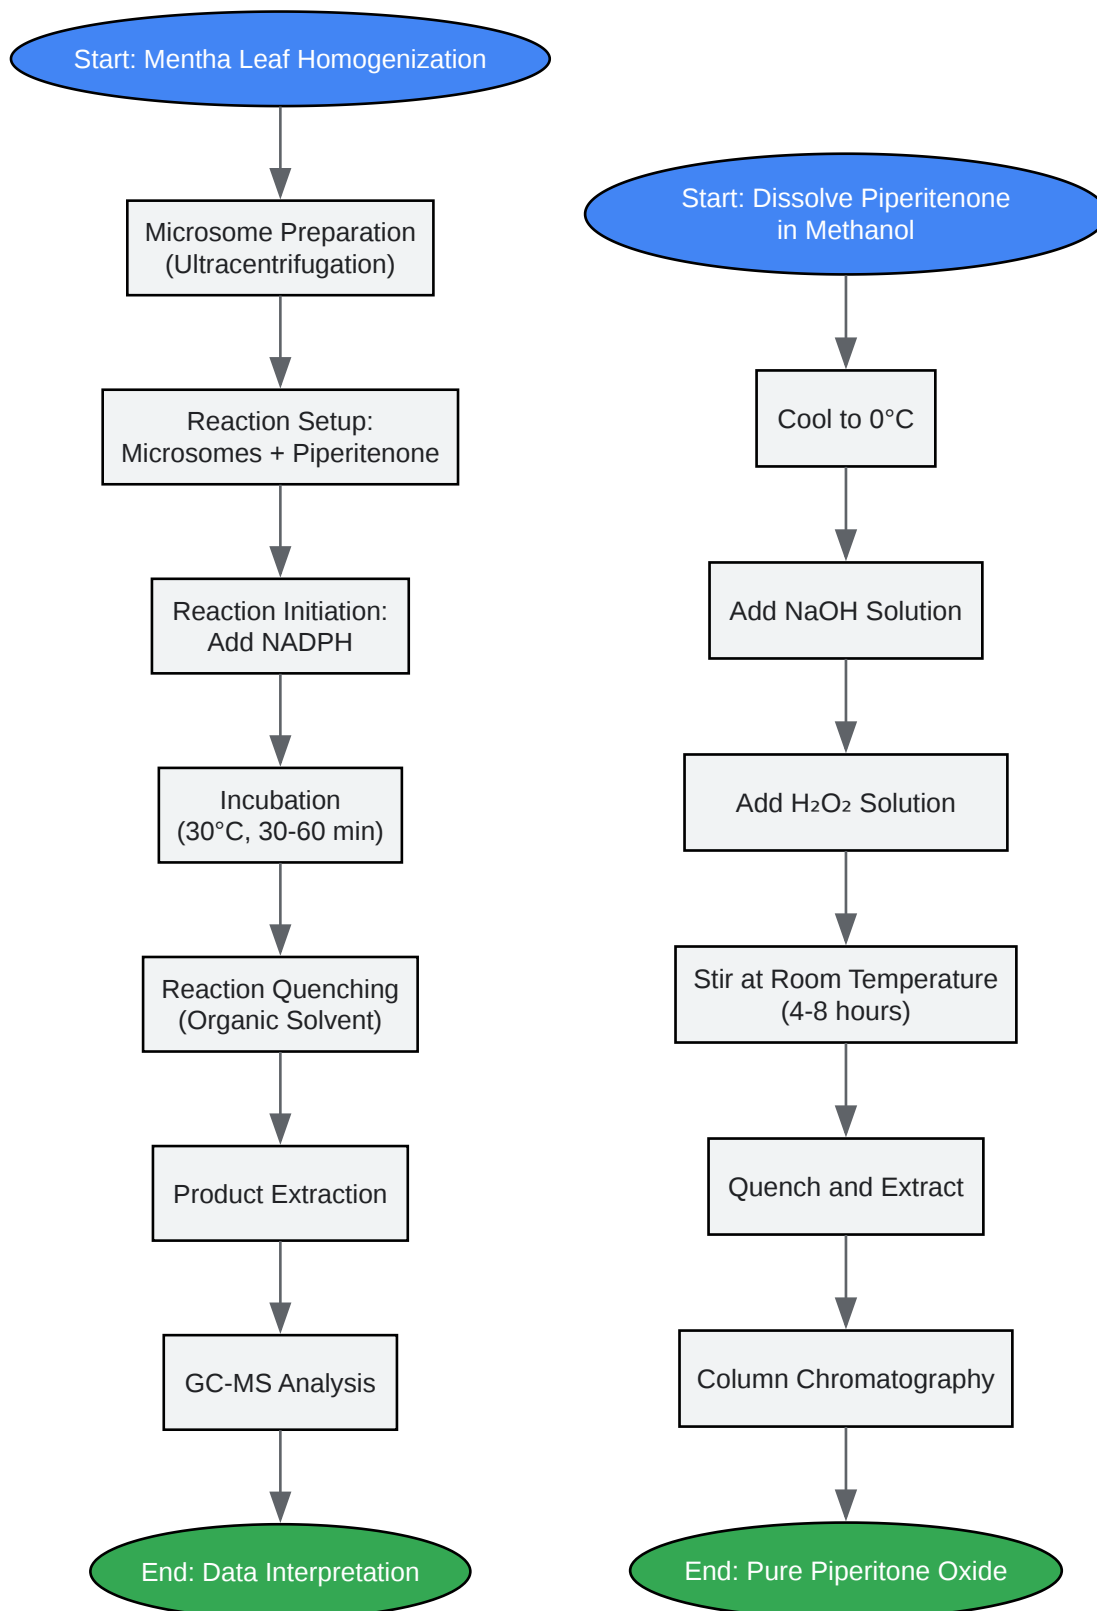 Start: Mentha Leaf Homogenization
Microsome Preparation
(Ultracentrifugation)
Reaction Setup:
Microsomes + Piperitenone
Reaction Initiation:
Add NADPH
Incubation
(30°C, 30-60 min)
Reaction Quenching
(Organic Solvent)
Product Extraction
GC-MS Analysis
End: Data Interpretation
Start: Dissolve Piperitenone
in Methanol
Cool to 0°C
Add NaOH Solution
Add H₂O₂ Solution
Stir at Room Temperature
(4-8 hours)
Quench and Extract
Column Chromatography
End: Pure Piperitone Oxide